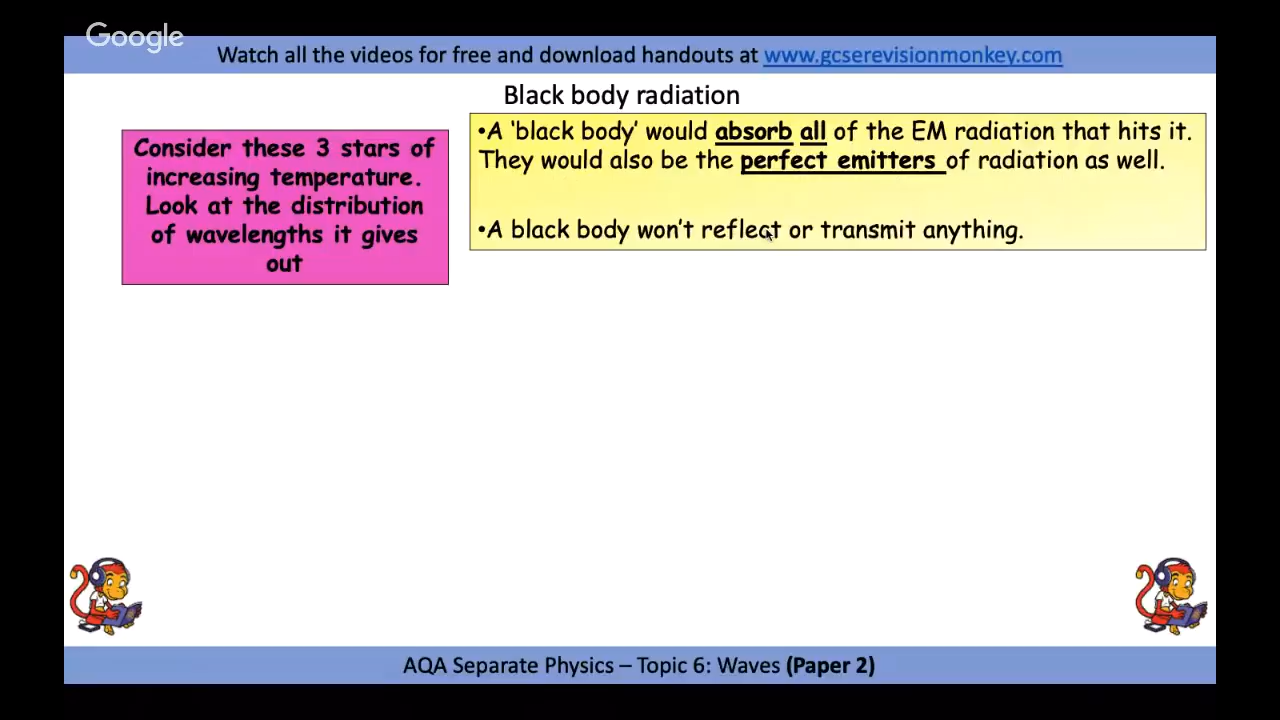 Google
Watch all the videos for free and download handouts at www.gcserevisionmonkey.com
Black body radiation
Consider these 3 stars of
increasing temperature.
Look at the distribution
of wavelengths it gives
out
•A ‘black body’ would absorb all of the EM radiation that hits it.
They would also be the perfect emitters of radiation as well.
•A black body won’t reflect or transmit anything.
AQA Separate Physics – Topic 6: Waves (Paper 2)